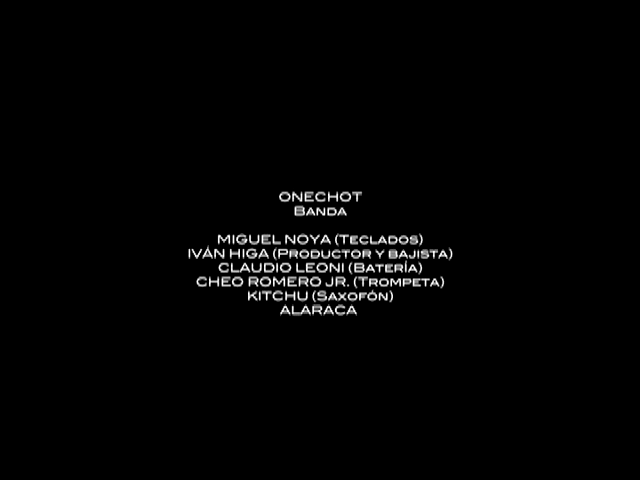 ONECHOT
Banda
MIGUEL NOYA (Teclados)
IVÁN HIGA (Productor y bajista)
CLAUDIO LEONI (Batería)
CHEO ROMERO JR. (Trompeta)
KITCHU (Saxofón)
ALARACA